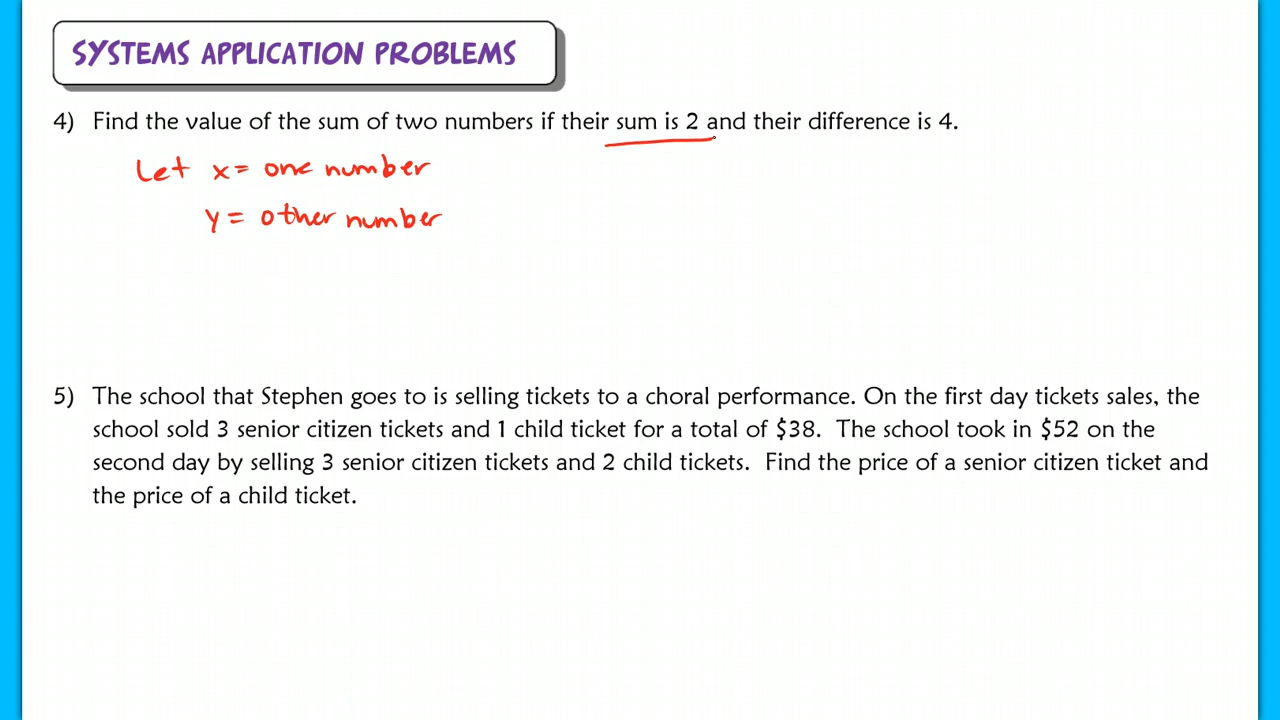 SYSTEMS APPLICATION PROBLEMS
4) Find the value of the sum of two numbers if their sum is 2 and their difference is 4.
Let x = one number
y = other number
5) The school that Stephen goes to is selling tickets to a choral performance. On the first day tickets sales, the
school sold 3 senior citizen tickets and 1 child ticket for a total of $38. The school took in $52 on the
second day by selling 3 senior citizen tickets and 2 child tickets. Find the price of a senior citizen ticket and
the price of a child ticket.